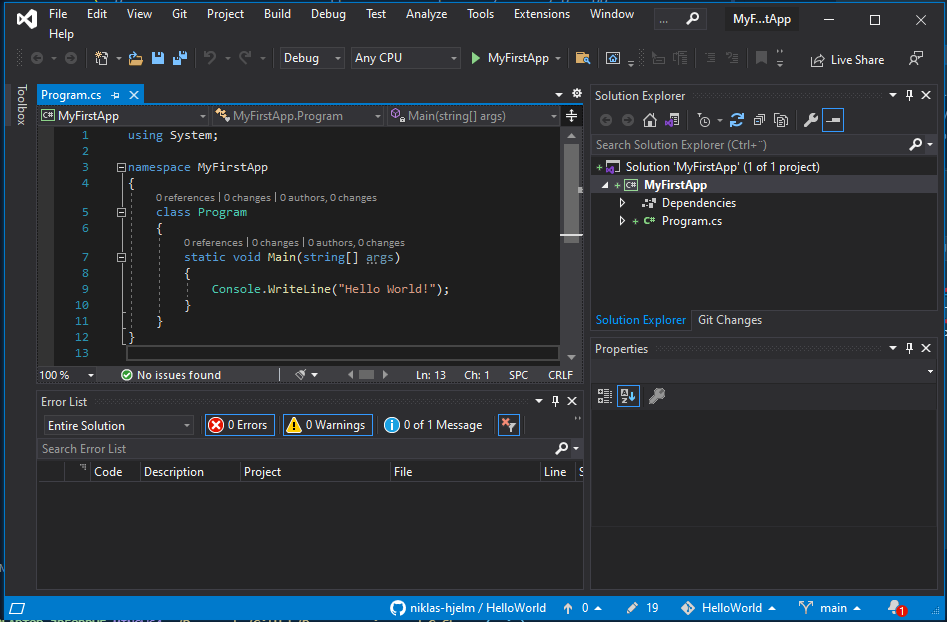 File Edit View Git Project Build Debug Test Analyze Tools Extensions Window ... MyF...tApp
Help
Debug Any CPU MyFirstApp Live Share
Toolbox
Program.cs
MyFirstApp MyFirstApp.Program Main(string[] args)
1 using System;
2
3 namespace MyFirstApp
4 {
0 references | 0 changes | 0 authors, 0 changes
5 class Program
6 {
0 references | 0 changes | 0 authors, 0 changes
7 static void Main(string[] args)
8 {
9 Console.WriteLine("Hello World!");
10 }
11 }
12 }
13
100 % No issues found Ln: 13 Ch: 1 SPC CRLF
Error List
Entire Solution 0 Errors 0 Warnings 0 of 1 Message
Search Error List
Code Description Project File Line
Solution Explorer
Search Solution Explorer (Ctrl+¨)
Solution 'MyFirstApp' (1 of 1 project)
C# MyFirstApp
Dependencies
C# Program.cs
Solution Explorer Git Changes
Properties
niklas-hjelm / HelloWorld 0 19 HelloWorld main 1